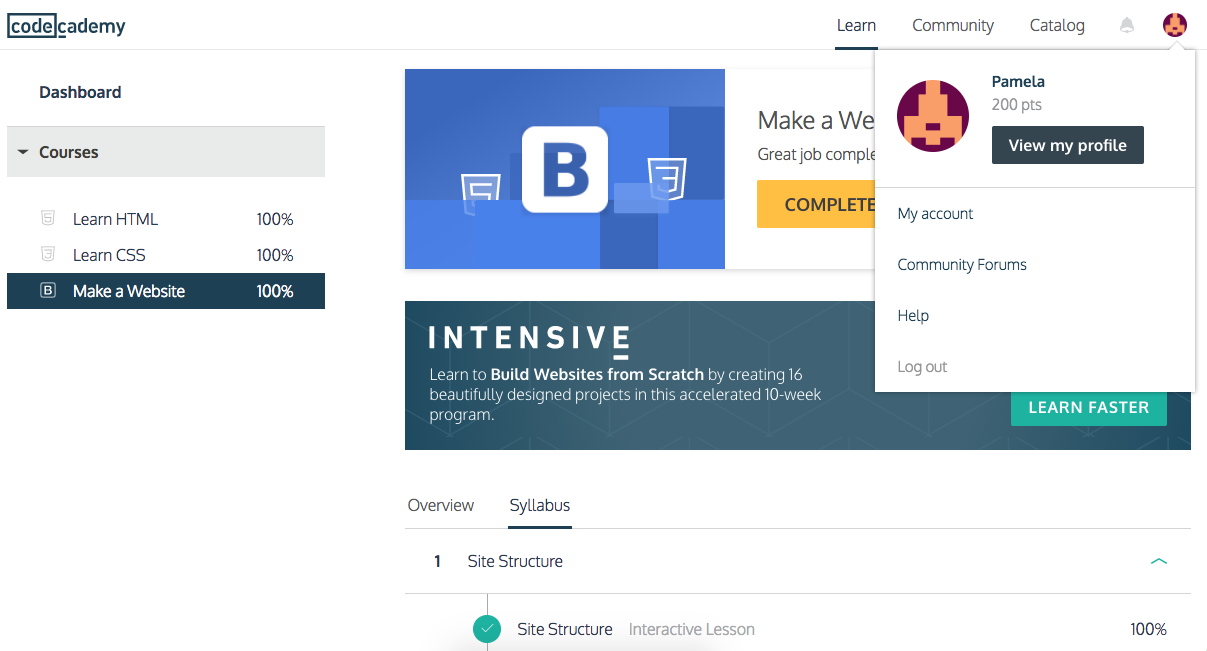 codecademy
Learn
Community
Catalog
Dashboard
Courses
Learn HTML 100%
Learn CSS 100%
B Make a Website 100%
5
B
3
Make a We
Great job comple
COMPLETE
Pamela
200 pts
View my profile
My account
Community Forums
Help
Log out
INTENSIVE
Learn to Build Websites from Scratch by creating 16
beautifully designed projects in this accelerated 10-week
program.
LEARN FASTER
Overview
Syllabus
1 Site Structure
Site Structure Interactive Lesson 100%